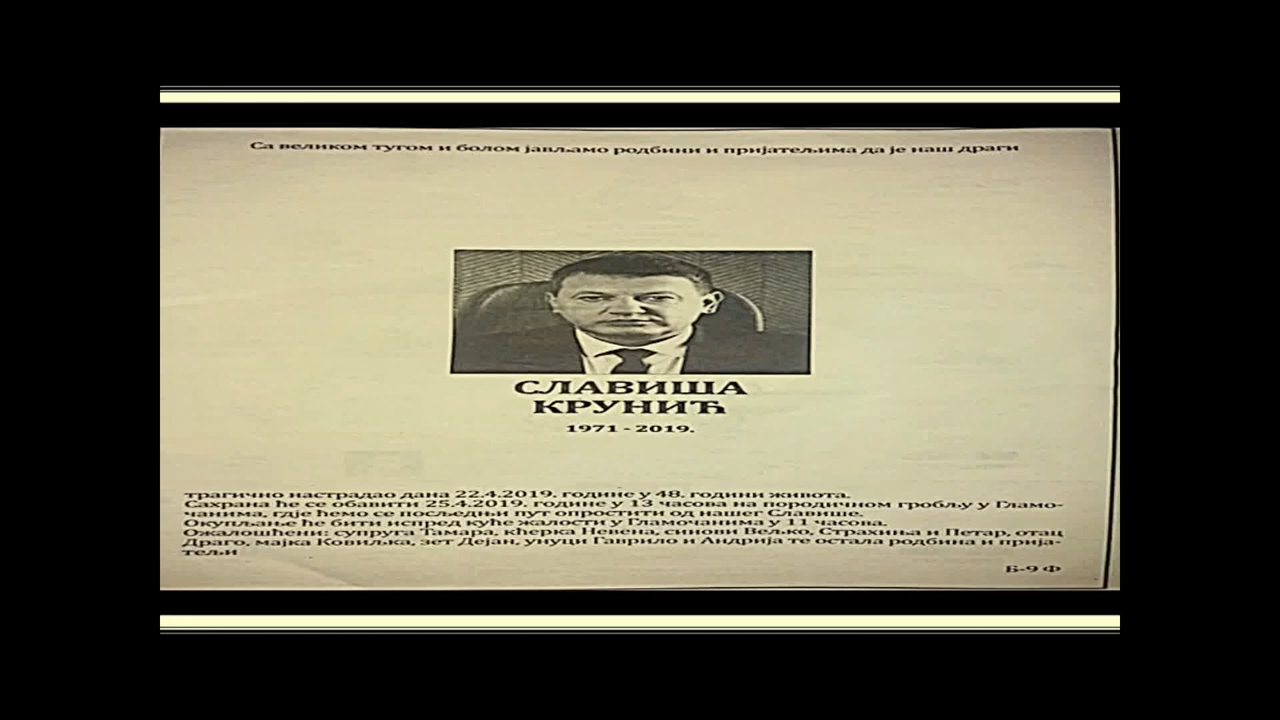 Са великом тугом и болом јављамо родбини и пријатељима да је наш драги
СЛАВИША
КРУНИЋ
1971 - 2019.
трагично настрадао дана 22.4.2019. године у 48. години живота.
Сахрана ће се обавити 25.4.2019. године у 13 часова на породичном гробљу у Гламо-
чанима, гдје ћемо се посљедњи пут опростити од нашег Славише.
Окупљање ће бити испред куће жалости у Гламочанима у 11 часова.
Ожалошћени: супруга Тамара, кћерка Невена, синови Вељко, Страхиња и Петар, отац
Драго, мајка Ковиљка, зет Дејан, унуци Гаврило и Андрија те остала родбина и прија-
тељи
Б-9 Ф